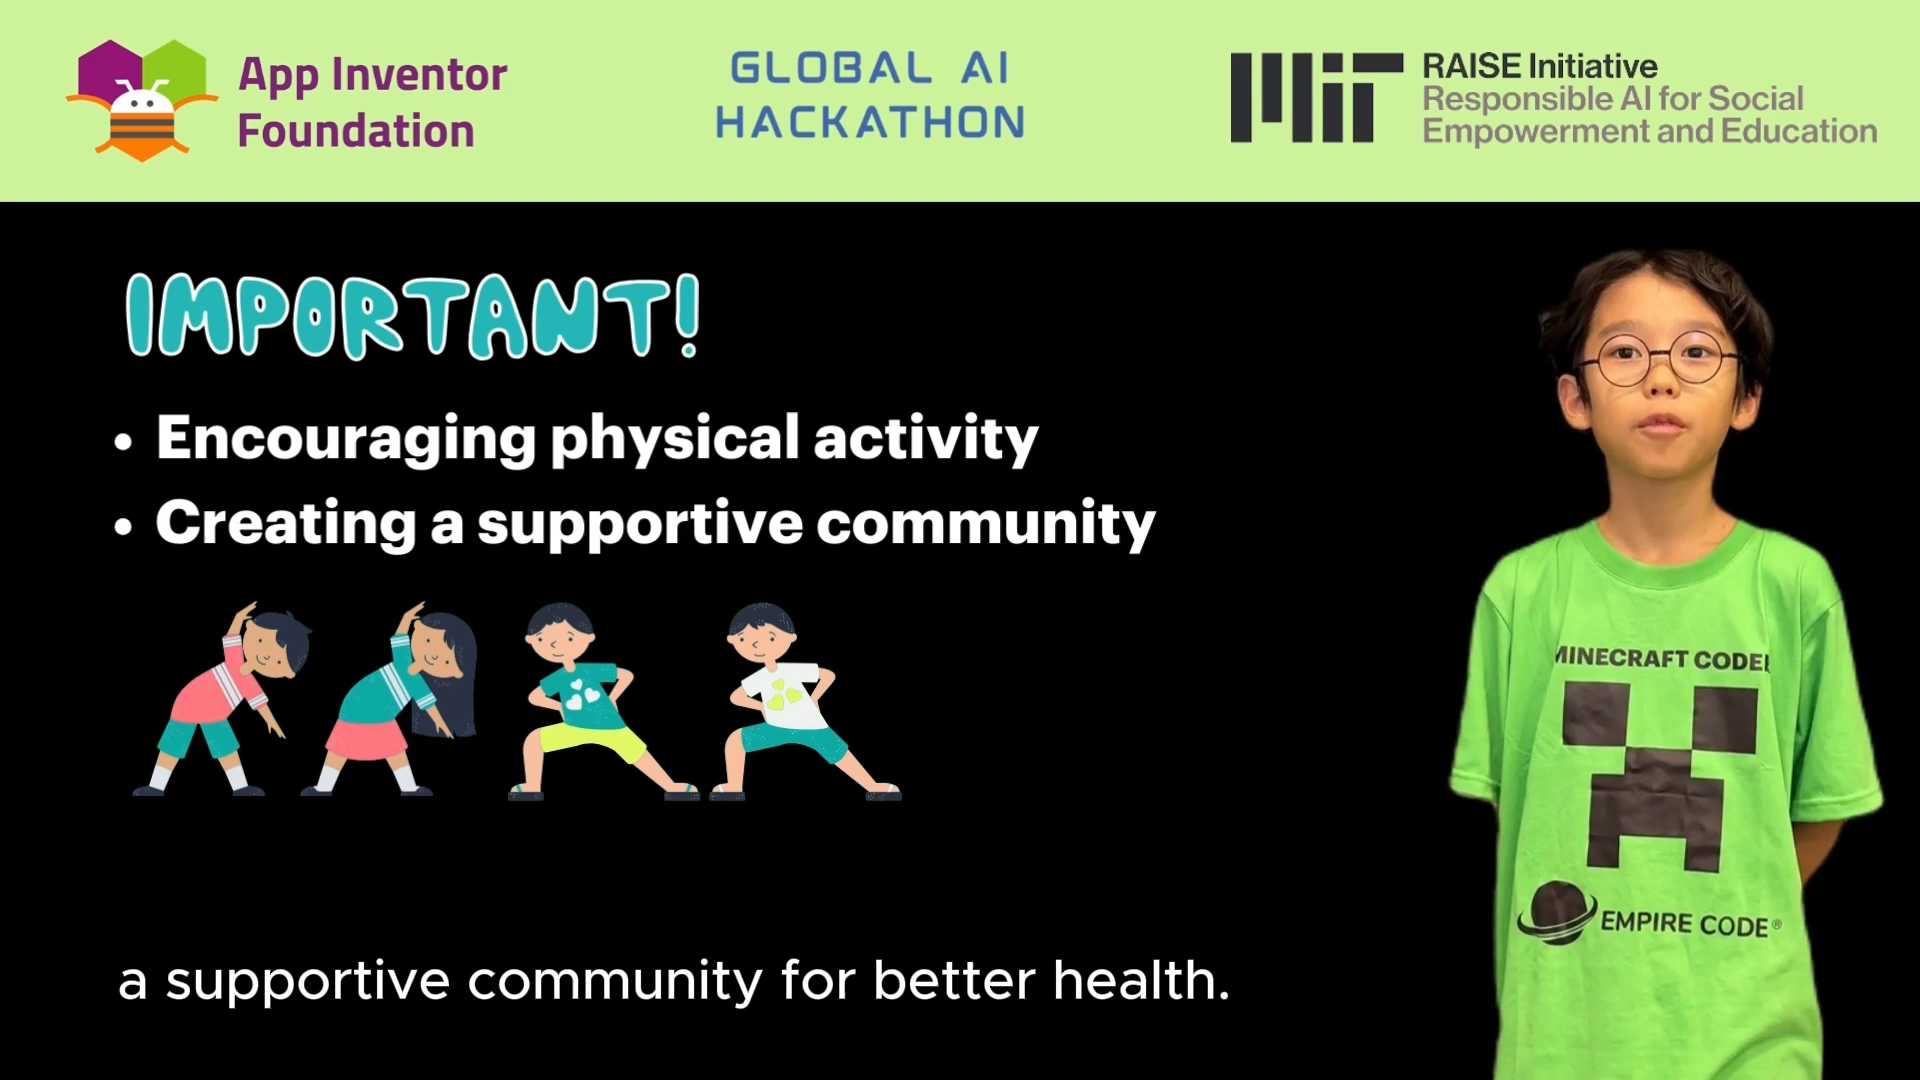 App Inventor
Foundation
GLOBAL AI
HACKATHON
MIT
RAISE Initiative
Responsible AI for Social
Empowerment and Education
IMPORTANT!
• Encouraging physical activity
• Creating a supportive community
MINECRAFT CODE
EMPIRE CODE®
a supportive community for better health.